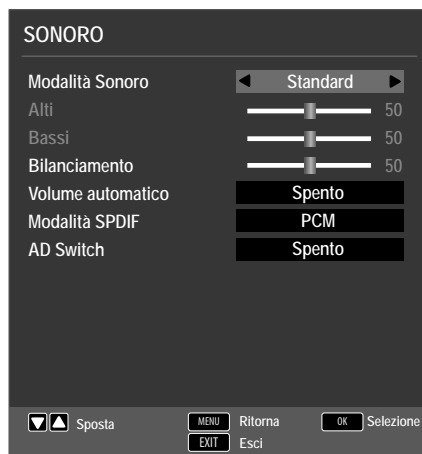 SONORO
Modalità Sonoro Standard
Alti 50
Bassi 50
Bilanciamento 50
Volume automatico Spento
Modalità SPDIF PCM
AD Switch Spento
Sposta MENU Ritorna OK Selezione
EXIT Esci